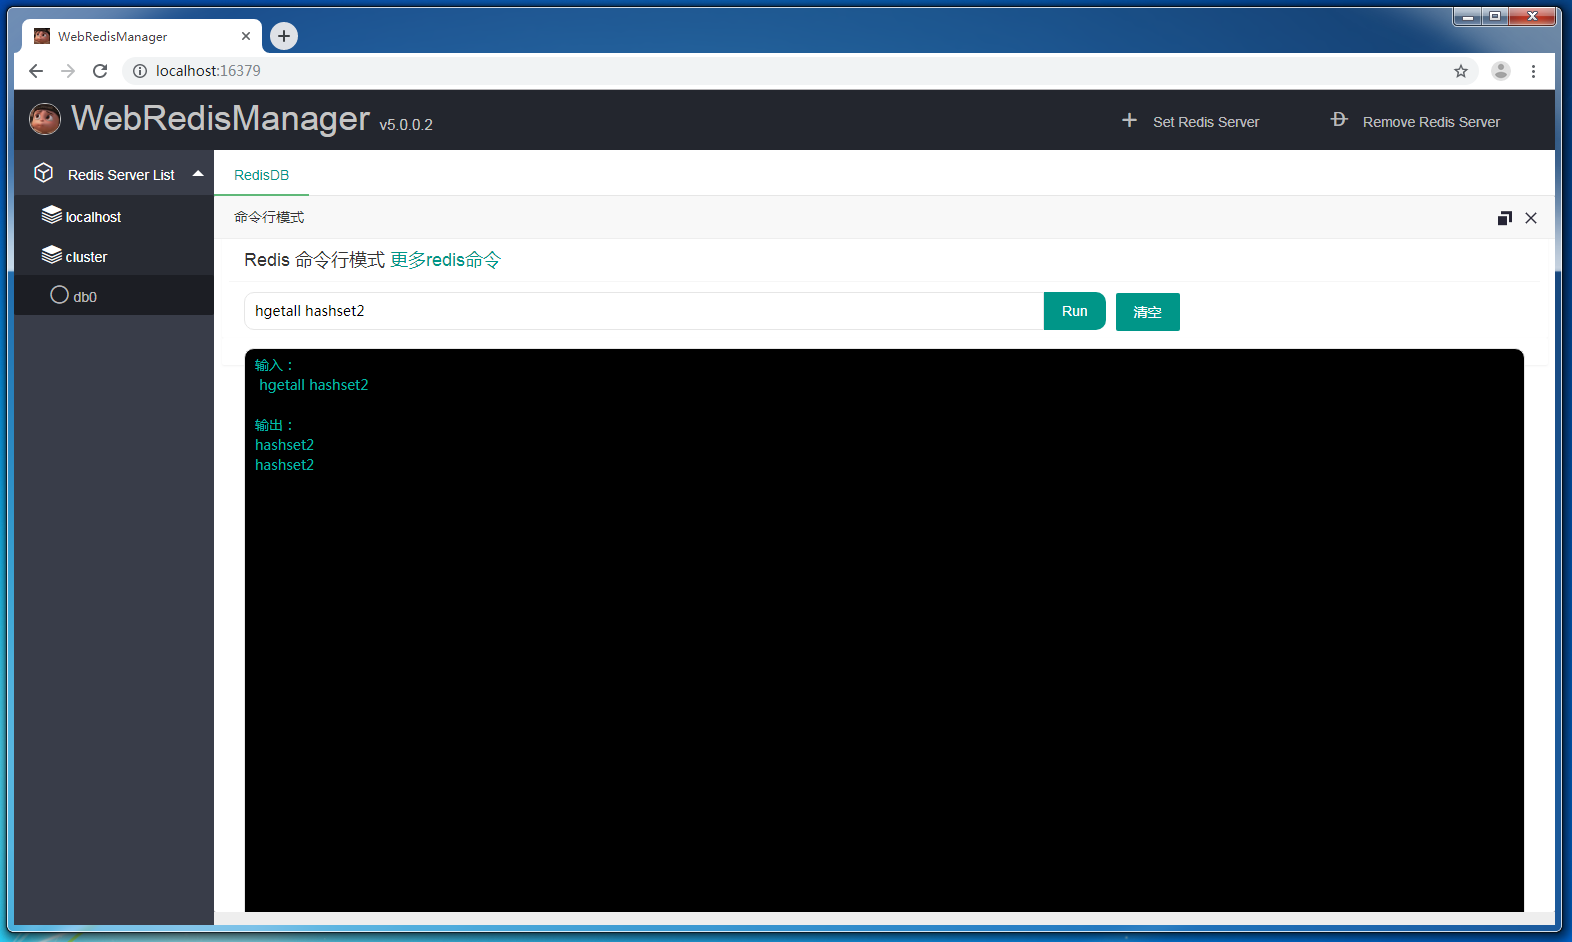 WebRedisManager
localhost:16379
WebRedisManager v5.0.0.2
Set Redis Server
Remove Redis Server
Redis Server List
RedisDB
localhost
命令行模式
cluster
Redis 命令行模式 更多redis命令
db0
hgetall hashset2
Run
清空
输入：
hgetall hashset2
输出：
hashset2
hashset2